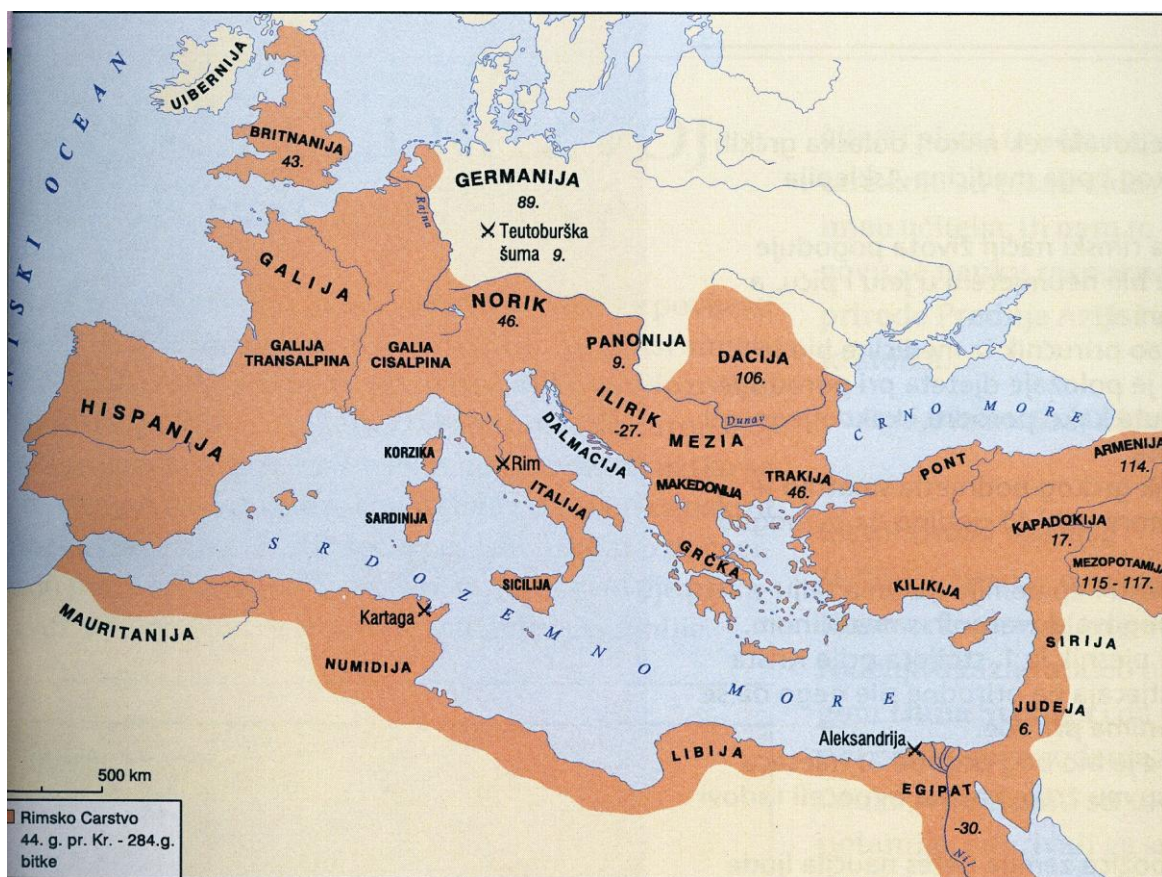 UIBERNIJA
BRITNANIJA
43.
GERMANIJA
89.
Rajna
Teutoburška
šuma 9.
NISKI OCEAN
GALIJA
NORIK
46.
GALIJA
TRANSALPINA
GALIA
CISALPINA
PANONIJA
9.
DACIJA
106.
HISPANIJA
ILIRIK
-27.
Dunav
MEZIA
CRNO MORE
DALMACIJA
KORZIKA
Rim
ITALIJA
MAKEDONIJA
TRAKIJA
46.
PONT
ARMENIJA
114.
SARDINIJA
KAPADOKIJA
17.
GRČKA
MEZOPOTAMIJA
115 - 117.
SICILIJA
KILIKIJA
SRDOZEMNO MORE
MAURITANIJA
Kartaga
NUMIDIJA
SIRIJA
JUDEJA
6.
LIBIJA
Aleksandrija
EGIPAT
-30.
Nil
500 km
Rimsko Carstvo
44. g. pr. Kr. - 284.g.
bitke